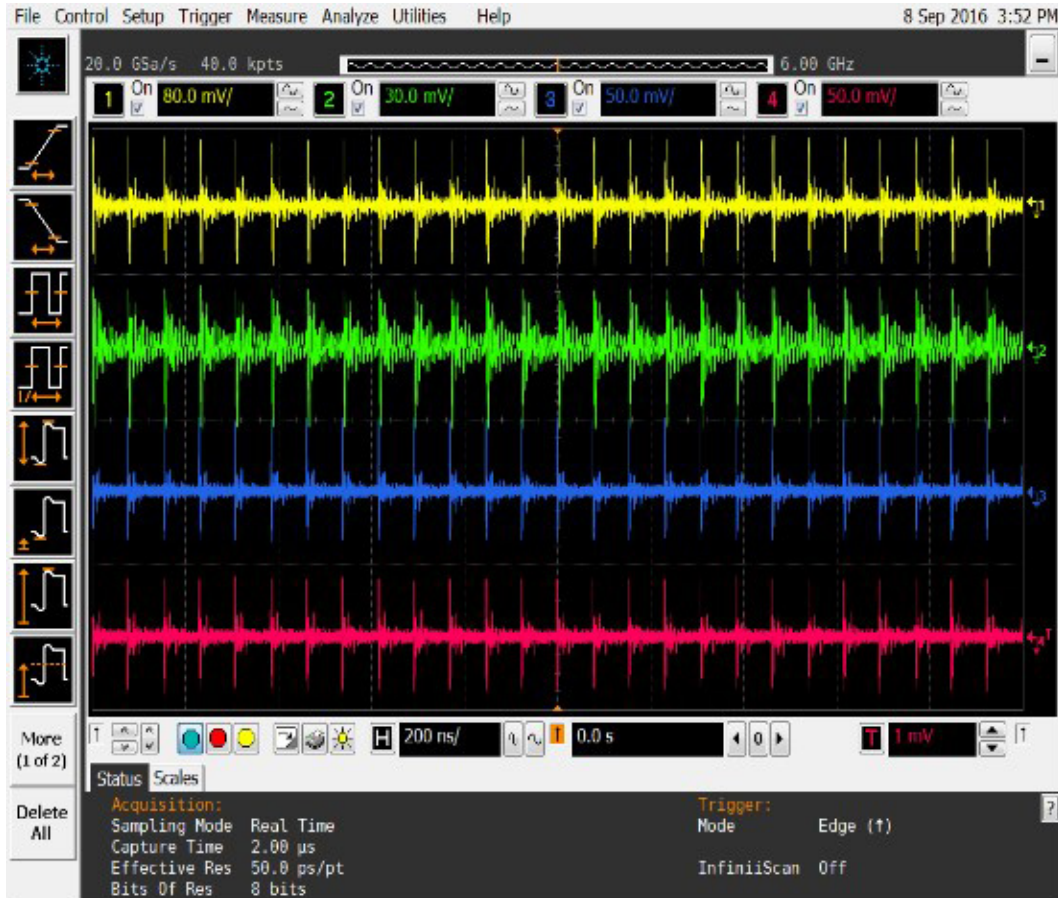 File Control Setup Trigger Measure Analyze Utilities Help 8 Sep 2016 3:52 PM
20.0 GSa/s 40.0 kpts 6.00 GHz
1 On 80.0 mV/ 2 On 30.0 mV/ 3 On 50.0 mV/ 4 On 50.0 mV/
1
2
3
T
More
(1 of 2)
Delete
All
H 200 ns/ 0.0 s 0 T 1 mV
Status Scales
Acquisition: Trigger: ?
Sampling Mode Real Time Mode Edge (↑)
Capture Time 2.00 µs
Effective Res 50.0 ps/pt InfiniiScan Off
Bits Of Res 8 bits